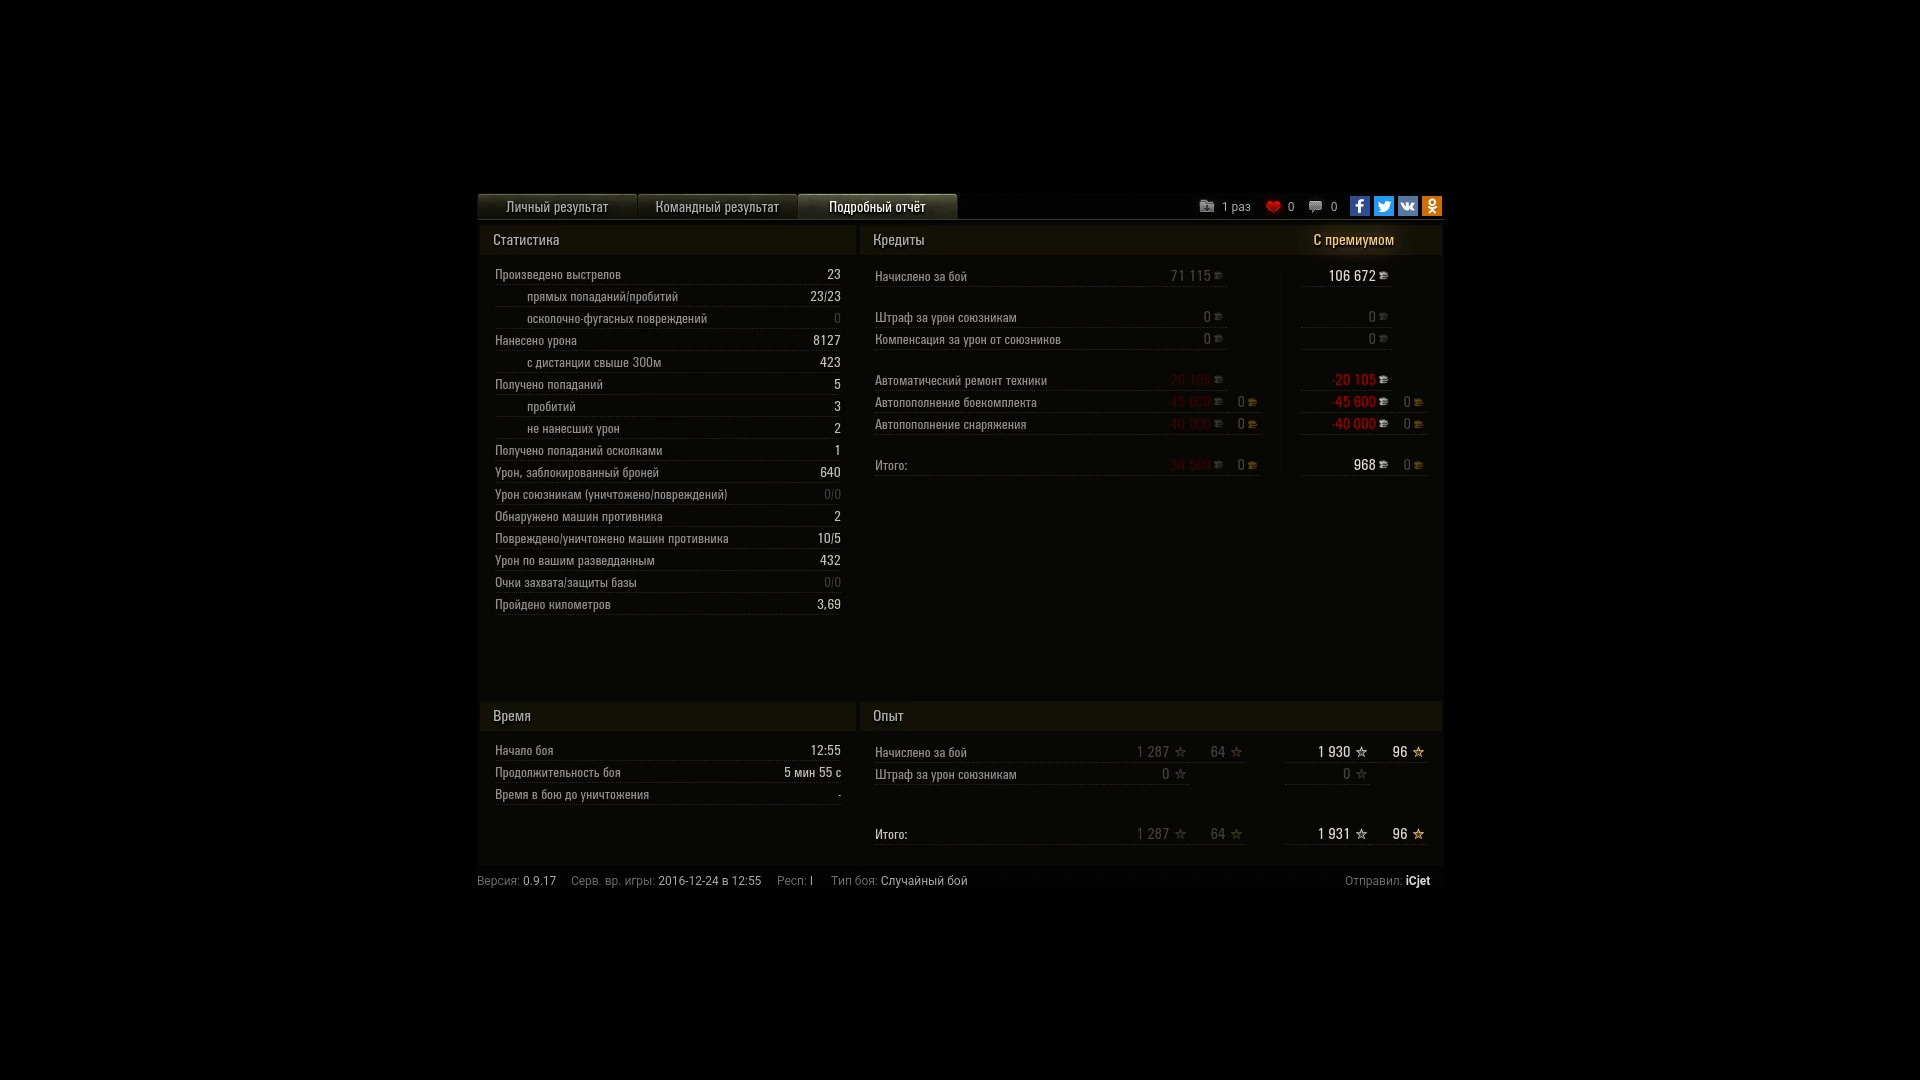 Личный результат Командный результат Подробный отчёт 1 раз 0 0
Статистика
Произведено выстрелов 23
прямых попаданий/пробитий 23/23
осколочно-фугасных повреждений 0
Нанесено урона 8127
с дистанции свыше 300м 423
Получено попаданий 5
пробитий 3
не нанесших урон 2
Получено попаданий осколками 1
Урон, заблокированный броней 640
Урон союзникам (уничтожено/повреждений) 0/0
Обнаружено машин противника 2
Повреждено/уничтожено машин противника 10/5
Урон по вашим разведданным 432
Очки захвата/защиты базы 0/0
Пройдено километров 3,69
Кредиты С премиумом
Начислено за бой 71 115 106 672
Штраф за урон союзникам 0 0
Компенсация за урон от союзников 0 0
Автоматический ремонт техники -20 105 -20 105
Автопополнение боекомплекта -45 600 0 -45 600 0
Автопополнение снаряжения -40 000 0 -40 000 0
Итого: 0 968 0
Время
Начало боя 12:55
Продолжительность боя 5 мин 55 с
Время в бою до уничтожения -
Опыт
Начислено за бой 1 287 64 1 930 96
Штраф за урон союзникам 0 0
Итого: 1 287 64 1 931 96
Версия: 0.9.17 Серв. вр. игры: 2016-12-24 в 12:55 Респ: I Тип боя: Случайный бой Отправил: iCjet